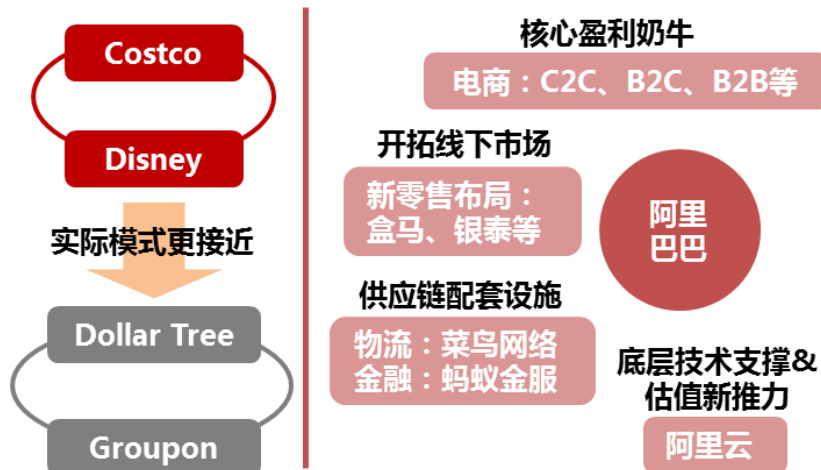 Costco
Disney
实际模式更接近
Dollar Tree
Groupon
核心盈利奶牛
电商：C2C、B2C、B2B等
开拓线下市场
新零售布局：
盒马、银泰等
阿里
巴巴
供应链配套设施
物流：菜鸟网络
金融：蚂蚁金服
底层技术支撑&
估值新推力
阿里云